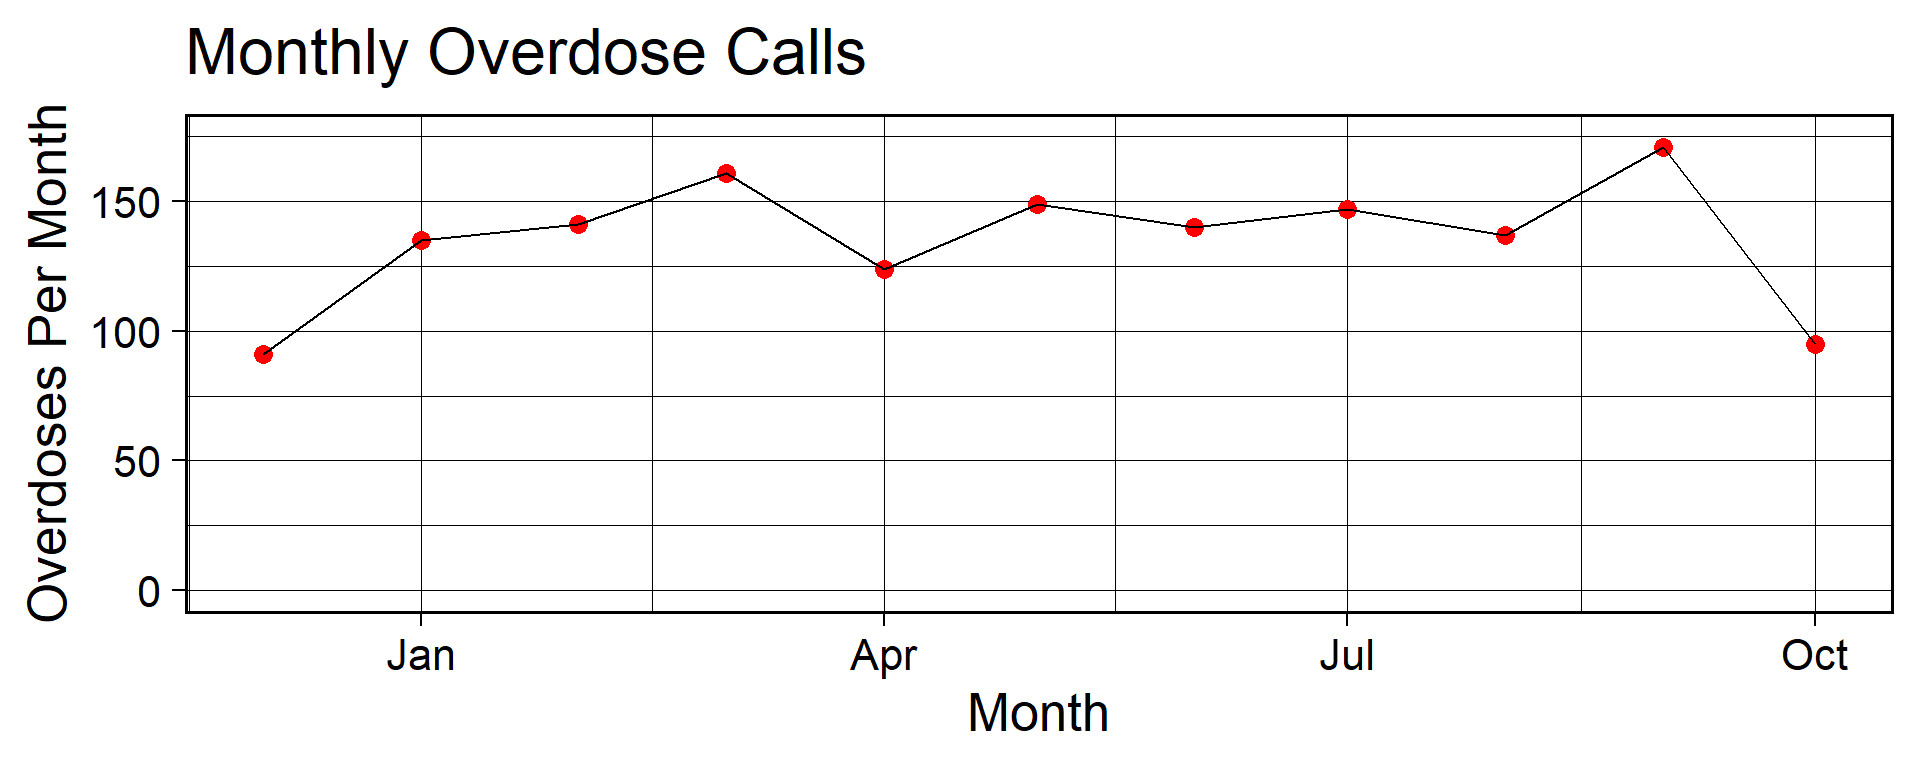 Monthly Overdose Calls
Overdoses Per Month
150
100
50
0
Jan Apr Jul Oct
Month